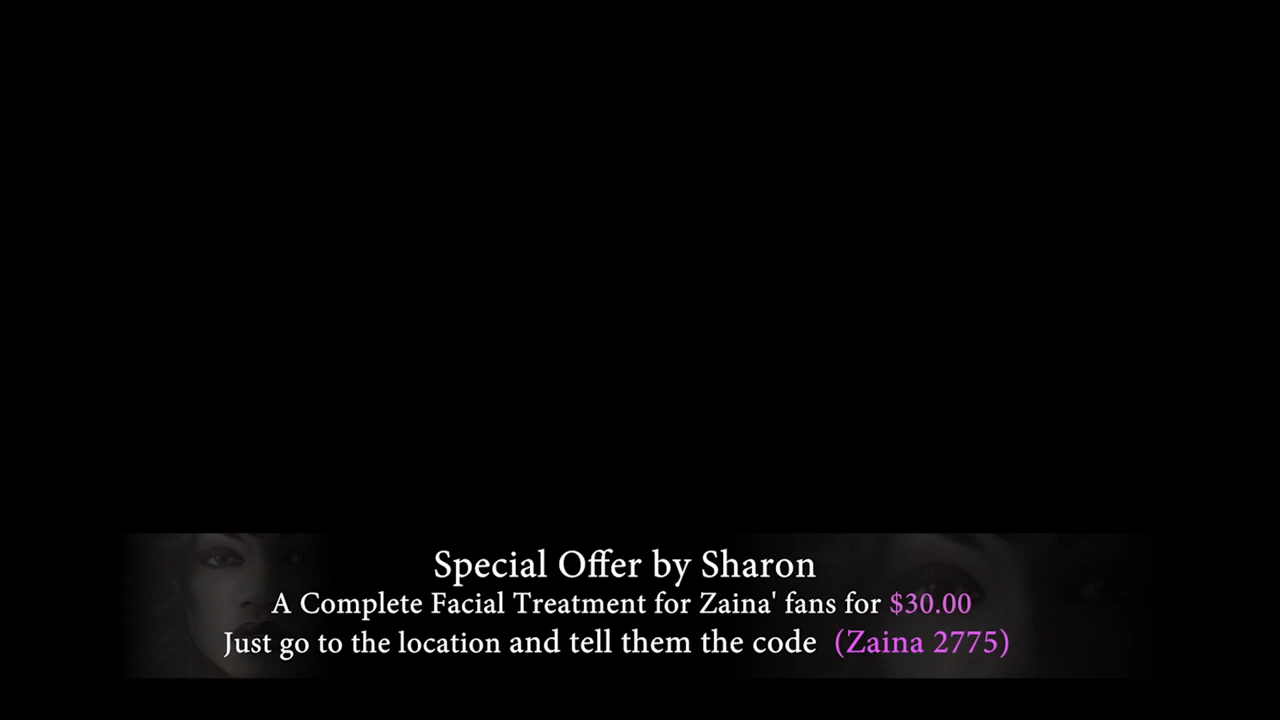 Special Offer by Sharon
A Complete Facial Treatment for Zaina' fans for $30.00
Just go to the location and tell them the code (Zaina 2775)